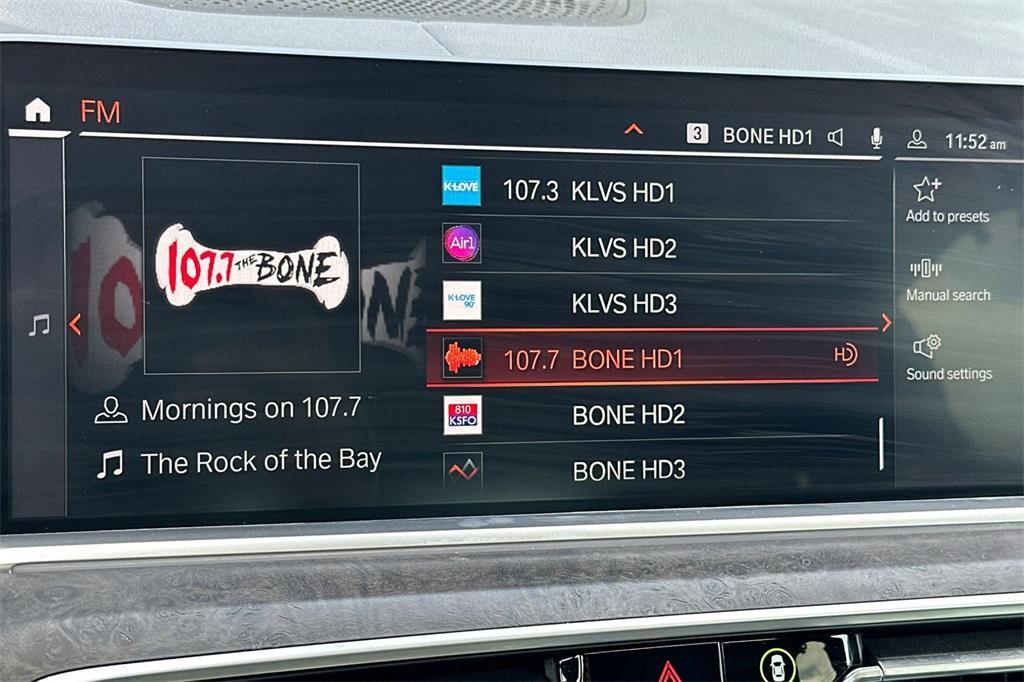 FM
3 BONE HD1 11:52 am
107.7 THE BONE
K-LOVE 107.3 KLVS HD1
Air1 KLVS HD2
K-LOVE 90s KLVS HD3
107.7 BONE HD1 HD
810 KSFO BONE HD2
BONE HD3
Mornings on 107.7
The Rock of the Bay
Add to presets
Manual search
Sound settings